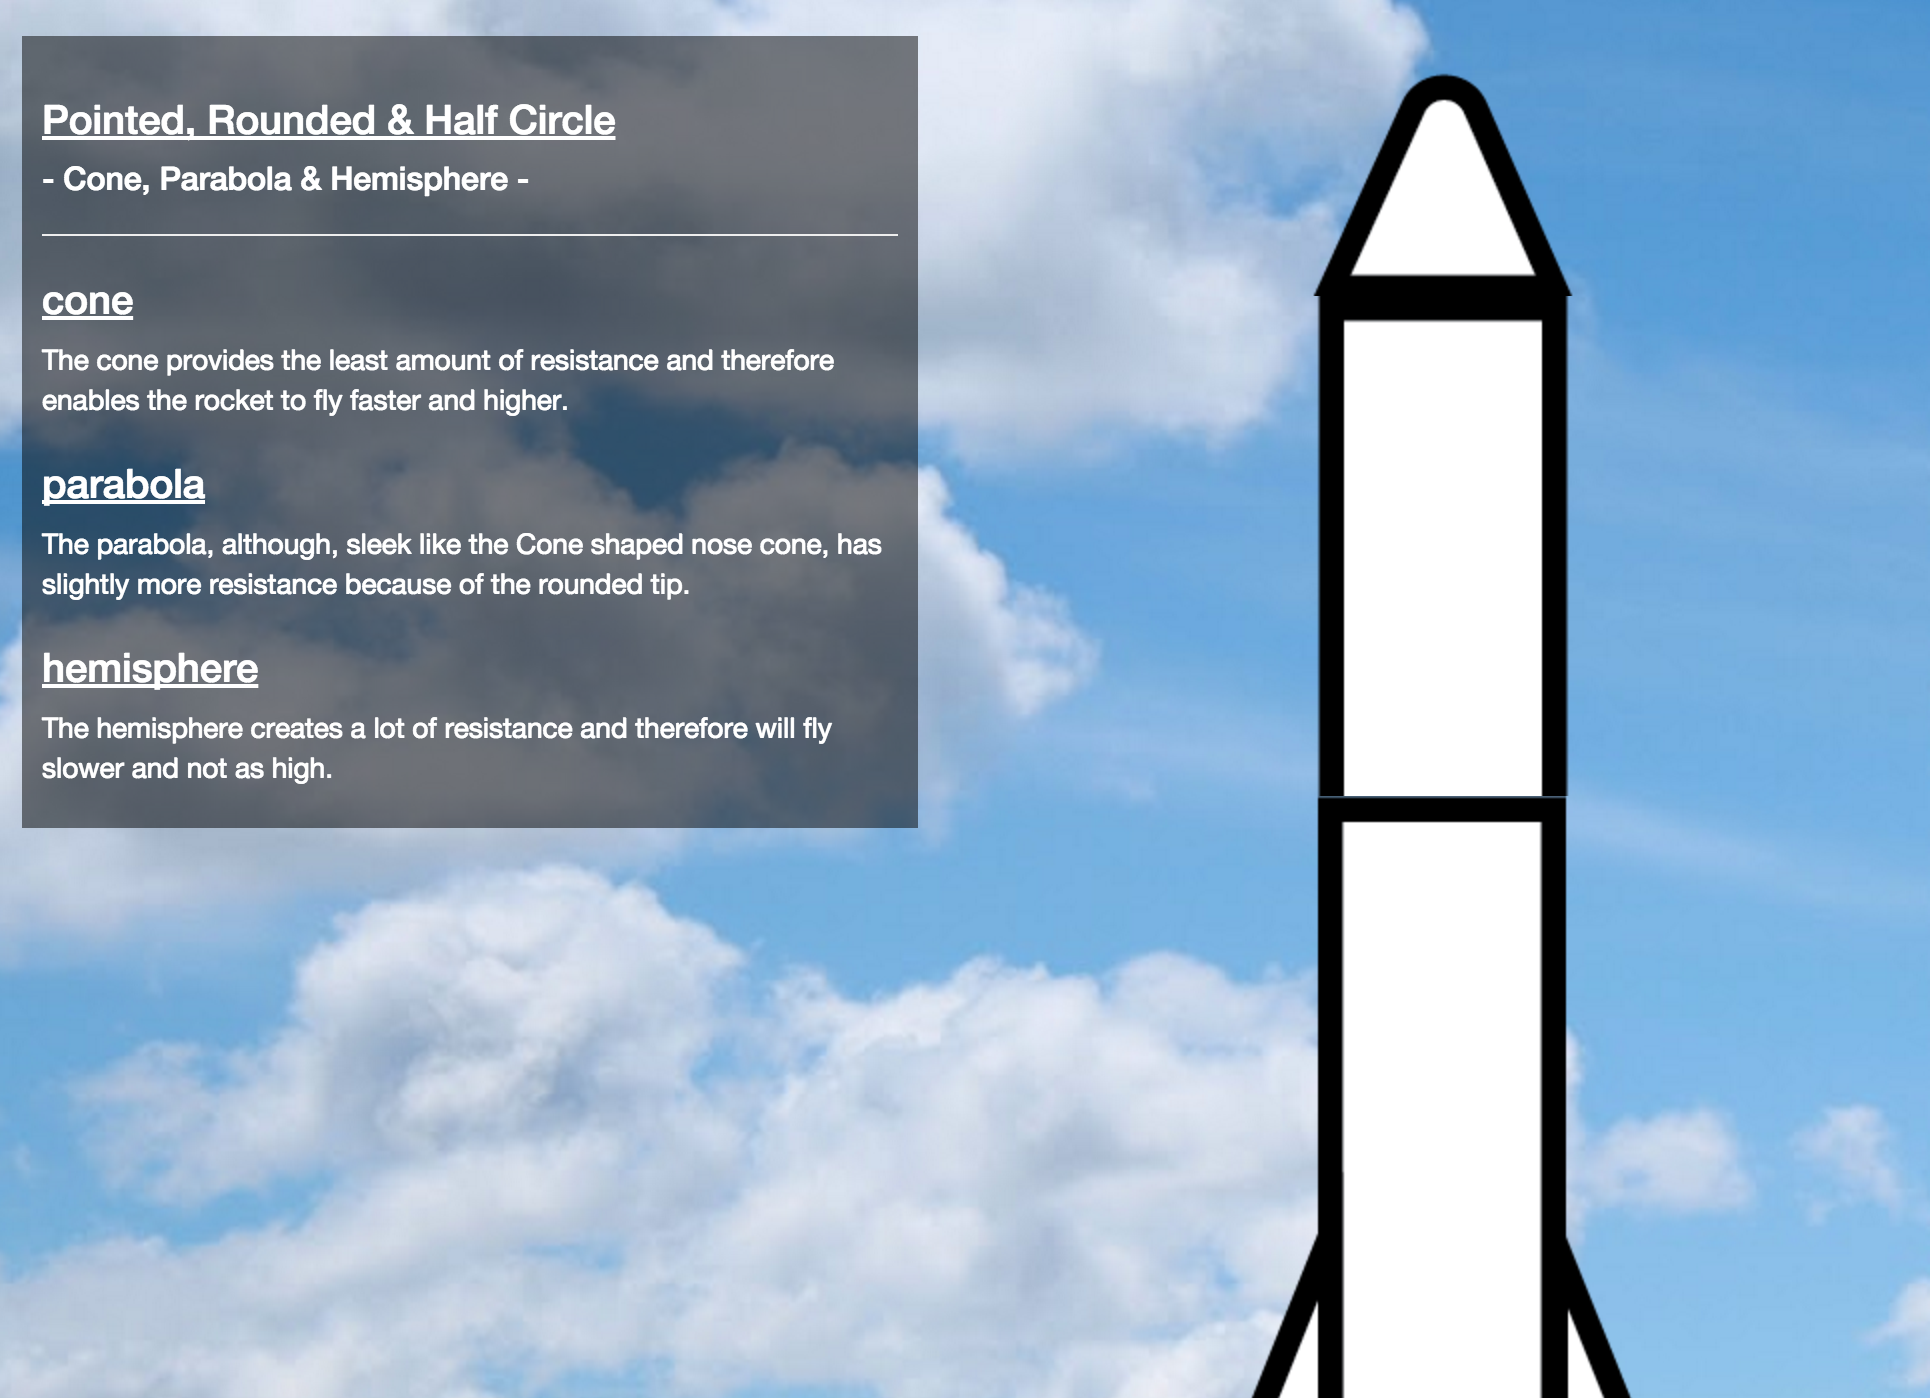 Pointed, Rounded & Half Circle
- Cone, Parabola & Hemisphere -
cone
The cone provides the least amount of resistance and therefore
enables the rocket to fly faster and higher.
parabola
The parabola, although, sleek like the Cone shaped nose cone, has
slightly more resistance because of the rounded tip.
hemisphere
The hemisphere creates a lot of resistance and therefore will fly
slower and not as high.